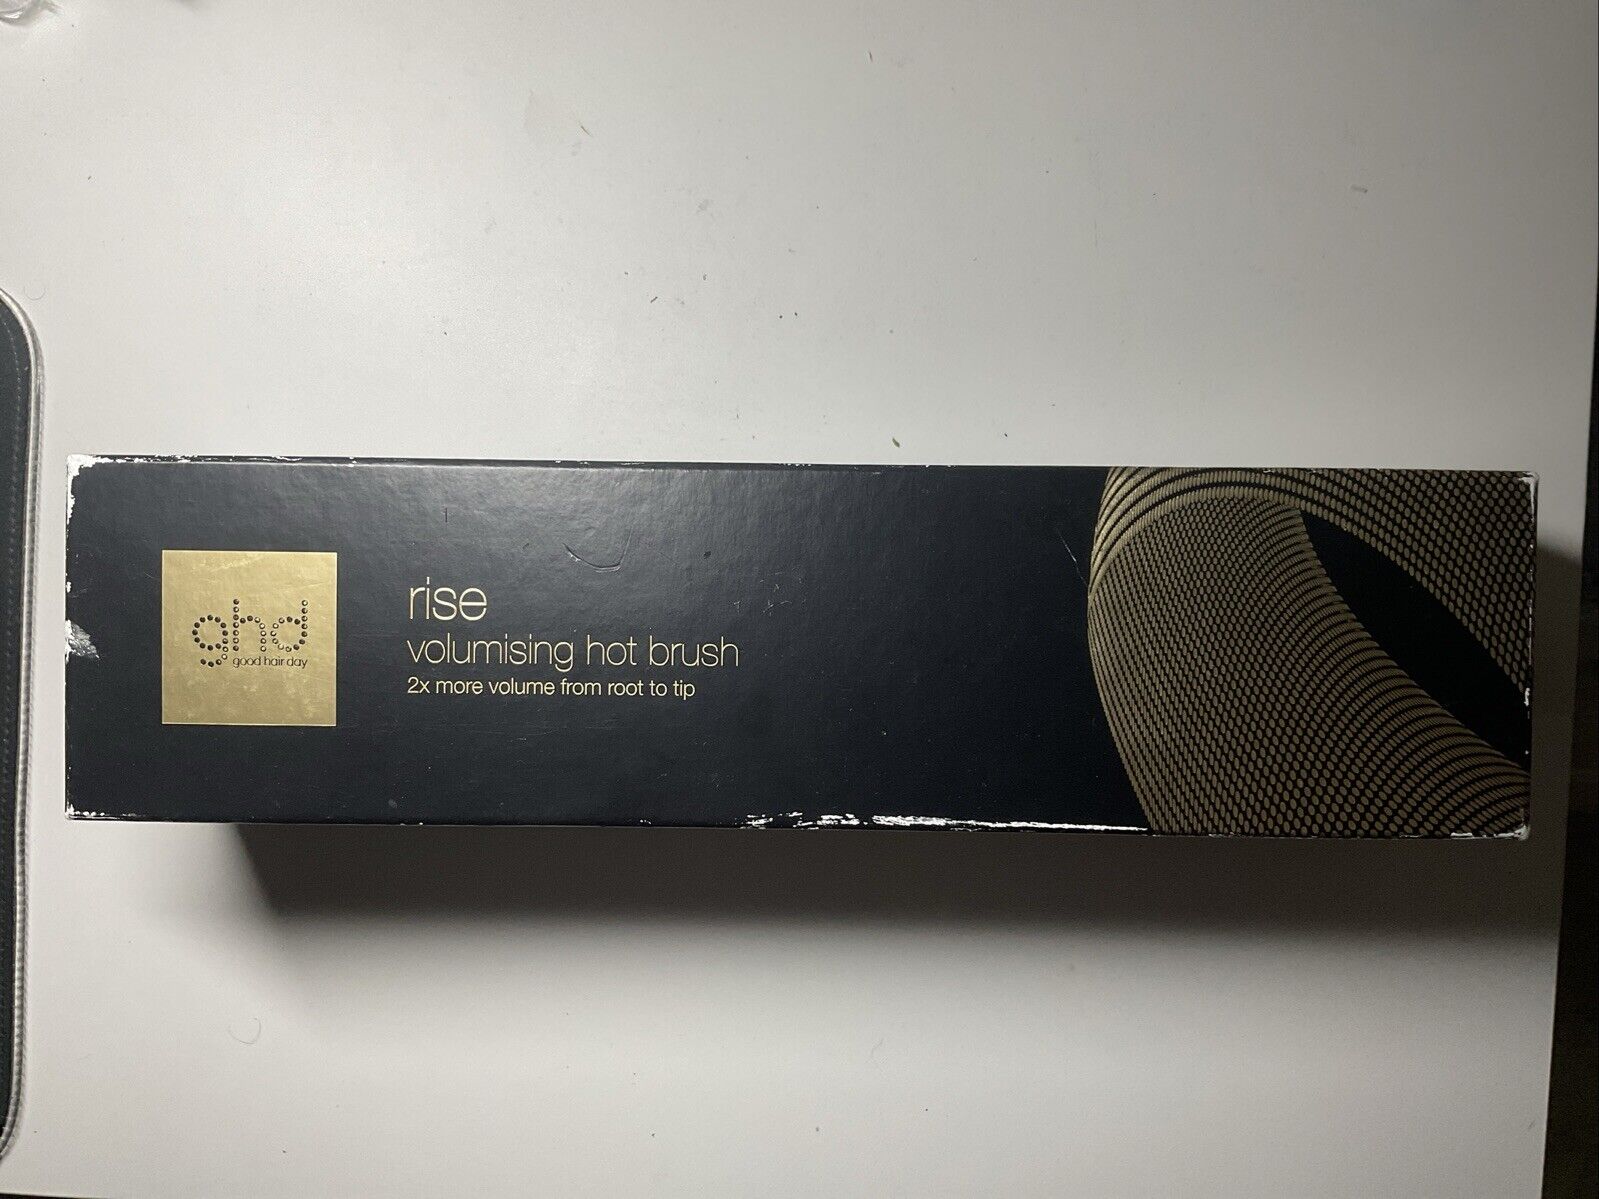 ghd
good hair day
rise
volumising hot brush
2x more volume from root to tip